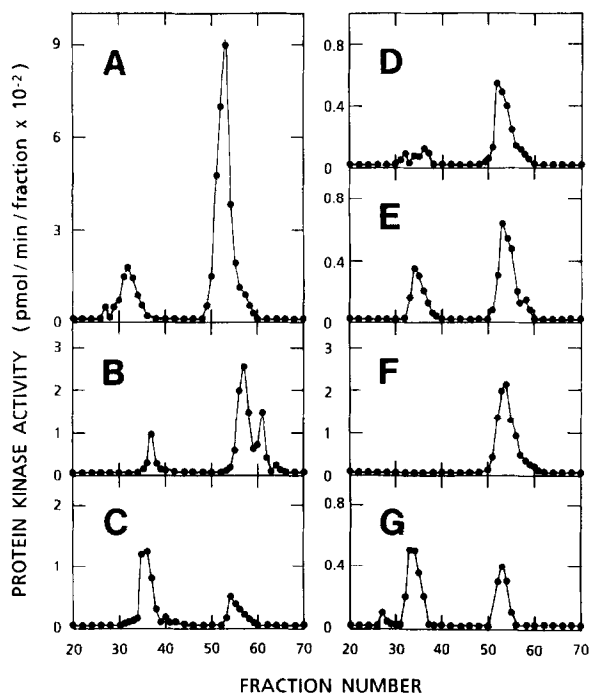 PROTEIN KINASE ACTIVITY (pmol/min/fraction x 10⁻²)
A
9
6
3
0
B
3
2
1
0
C
2
1
0
20 30 40 50 60 70
D
0.8
0.4
0
E
0.8
0.4
0
F
3
2
1
0
G
0.8
0.4
0
20 30 40 50 60 70
FRACTION NUMBER